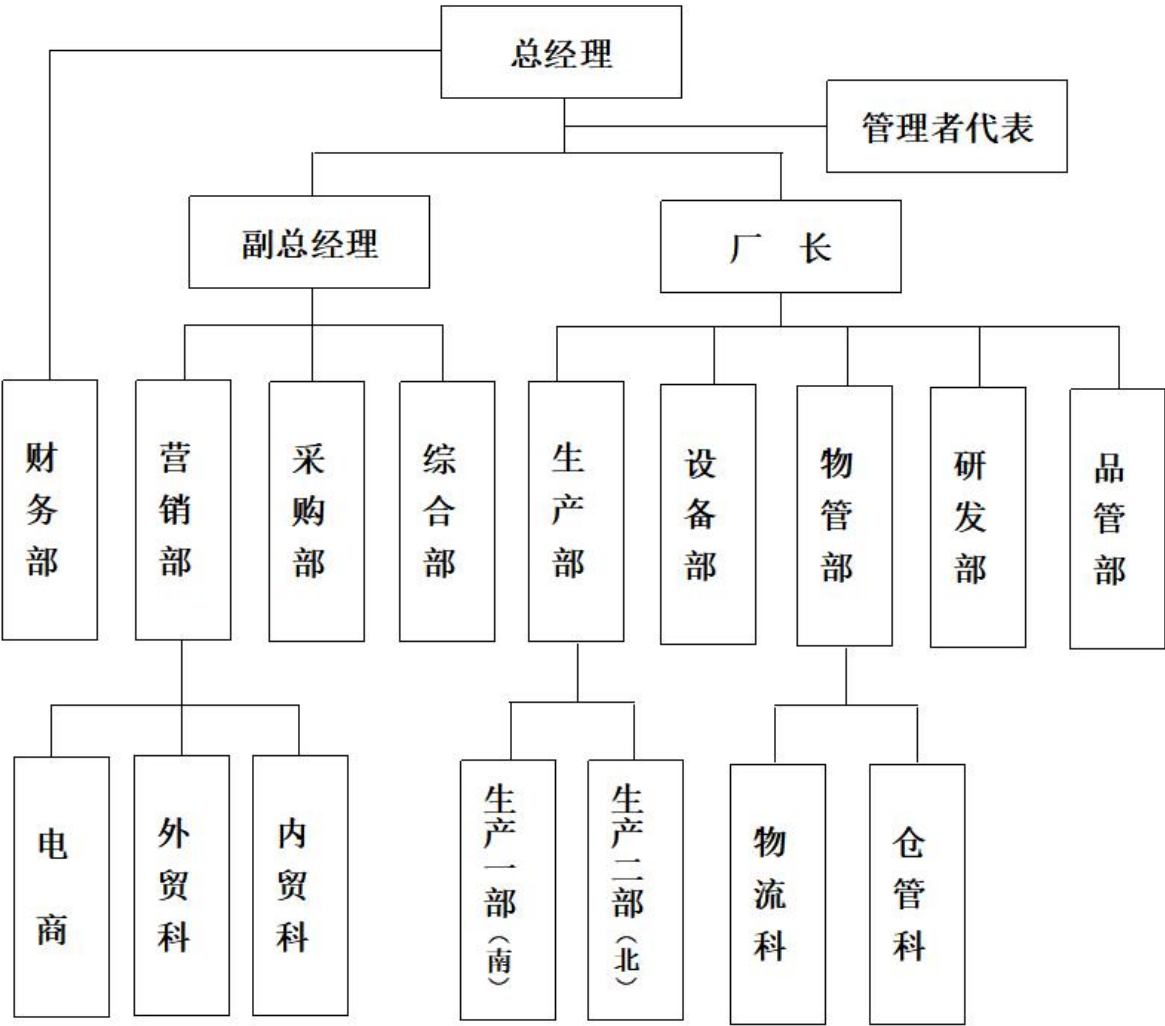 总经理
管理者代表
副总经理
厂 长
财务部
营销部
采购部
综合部
生产部
设备部
物管部
研发部
品管部
电 商
外贸科
内贸科
生产一部(南)
生产二部(北)
物流科
仓管科